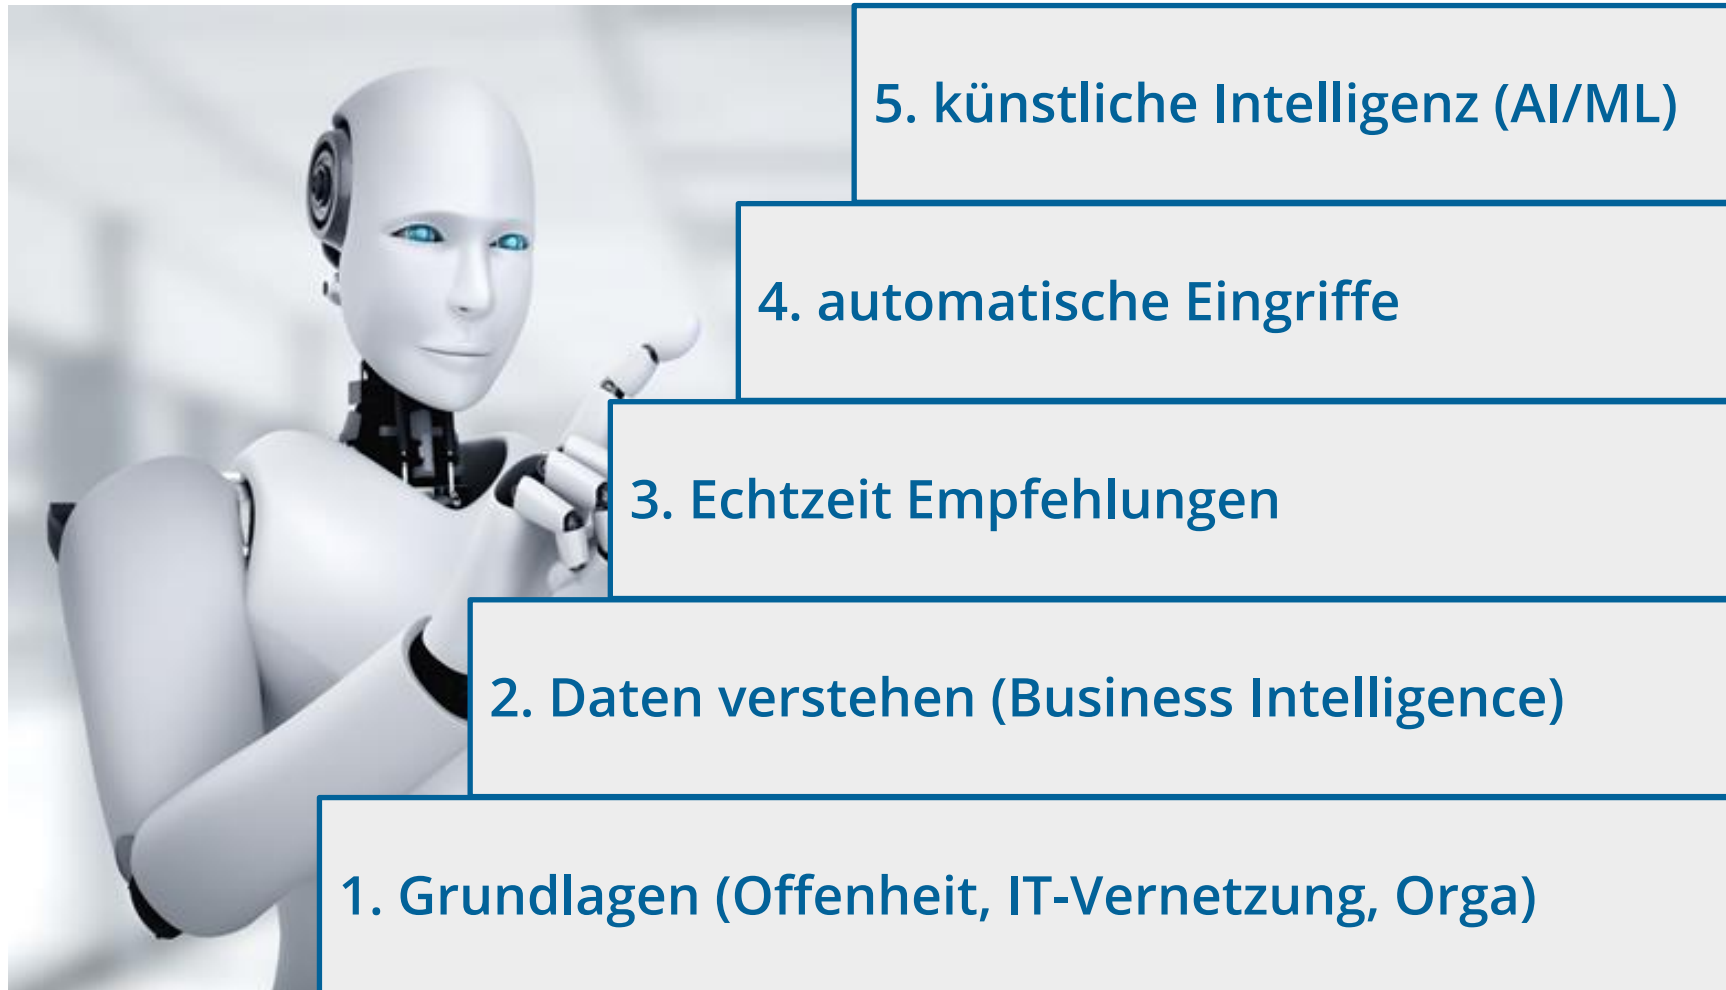 5. künstliche Intelligenz (AI/ML)
4. automatische Eingriffe
3. Echtzeit Empfehlungen
2. Daten verstehen (Business Intelligence)
1. Grundlagen (Offenheit, IT-Vernetzung, Orga)